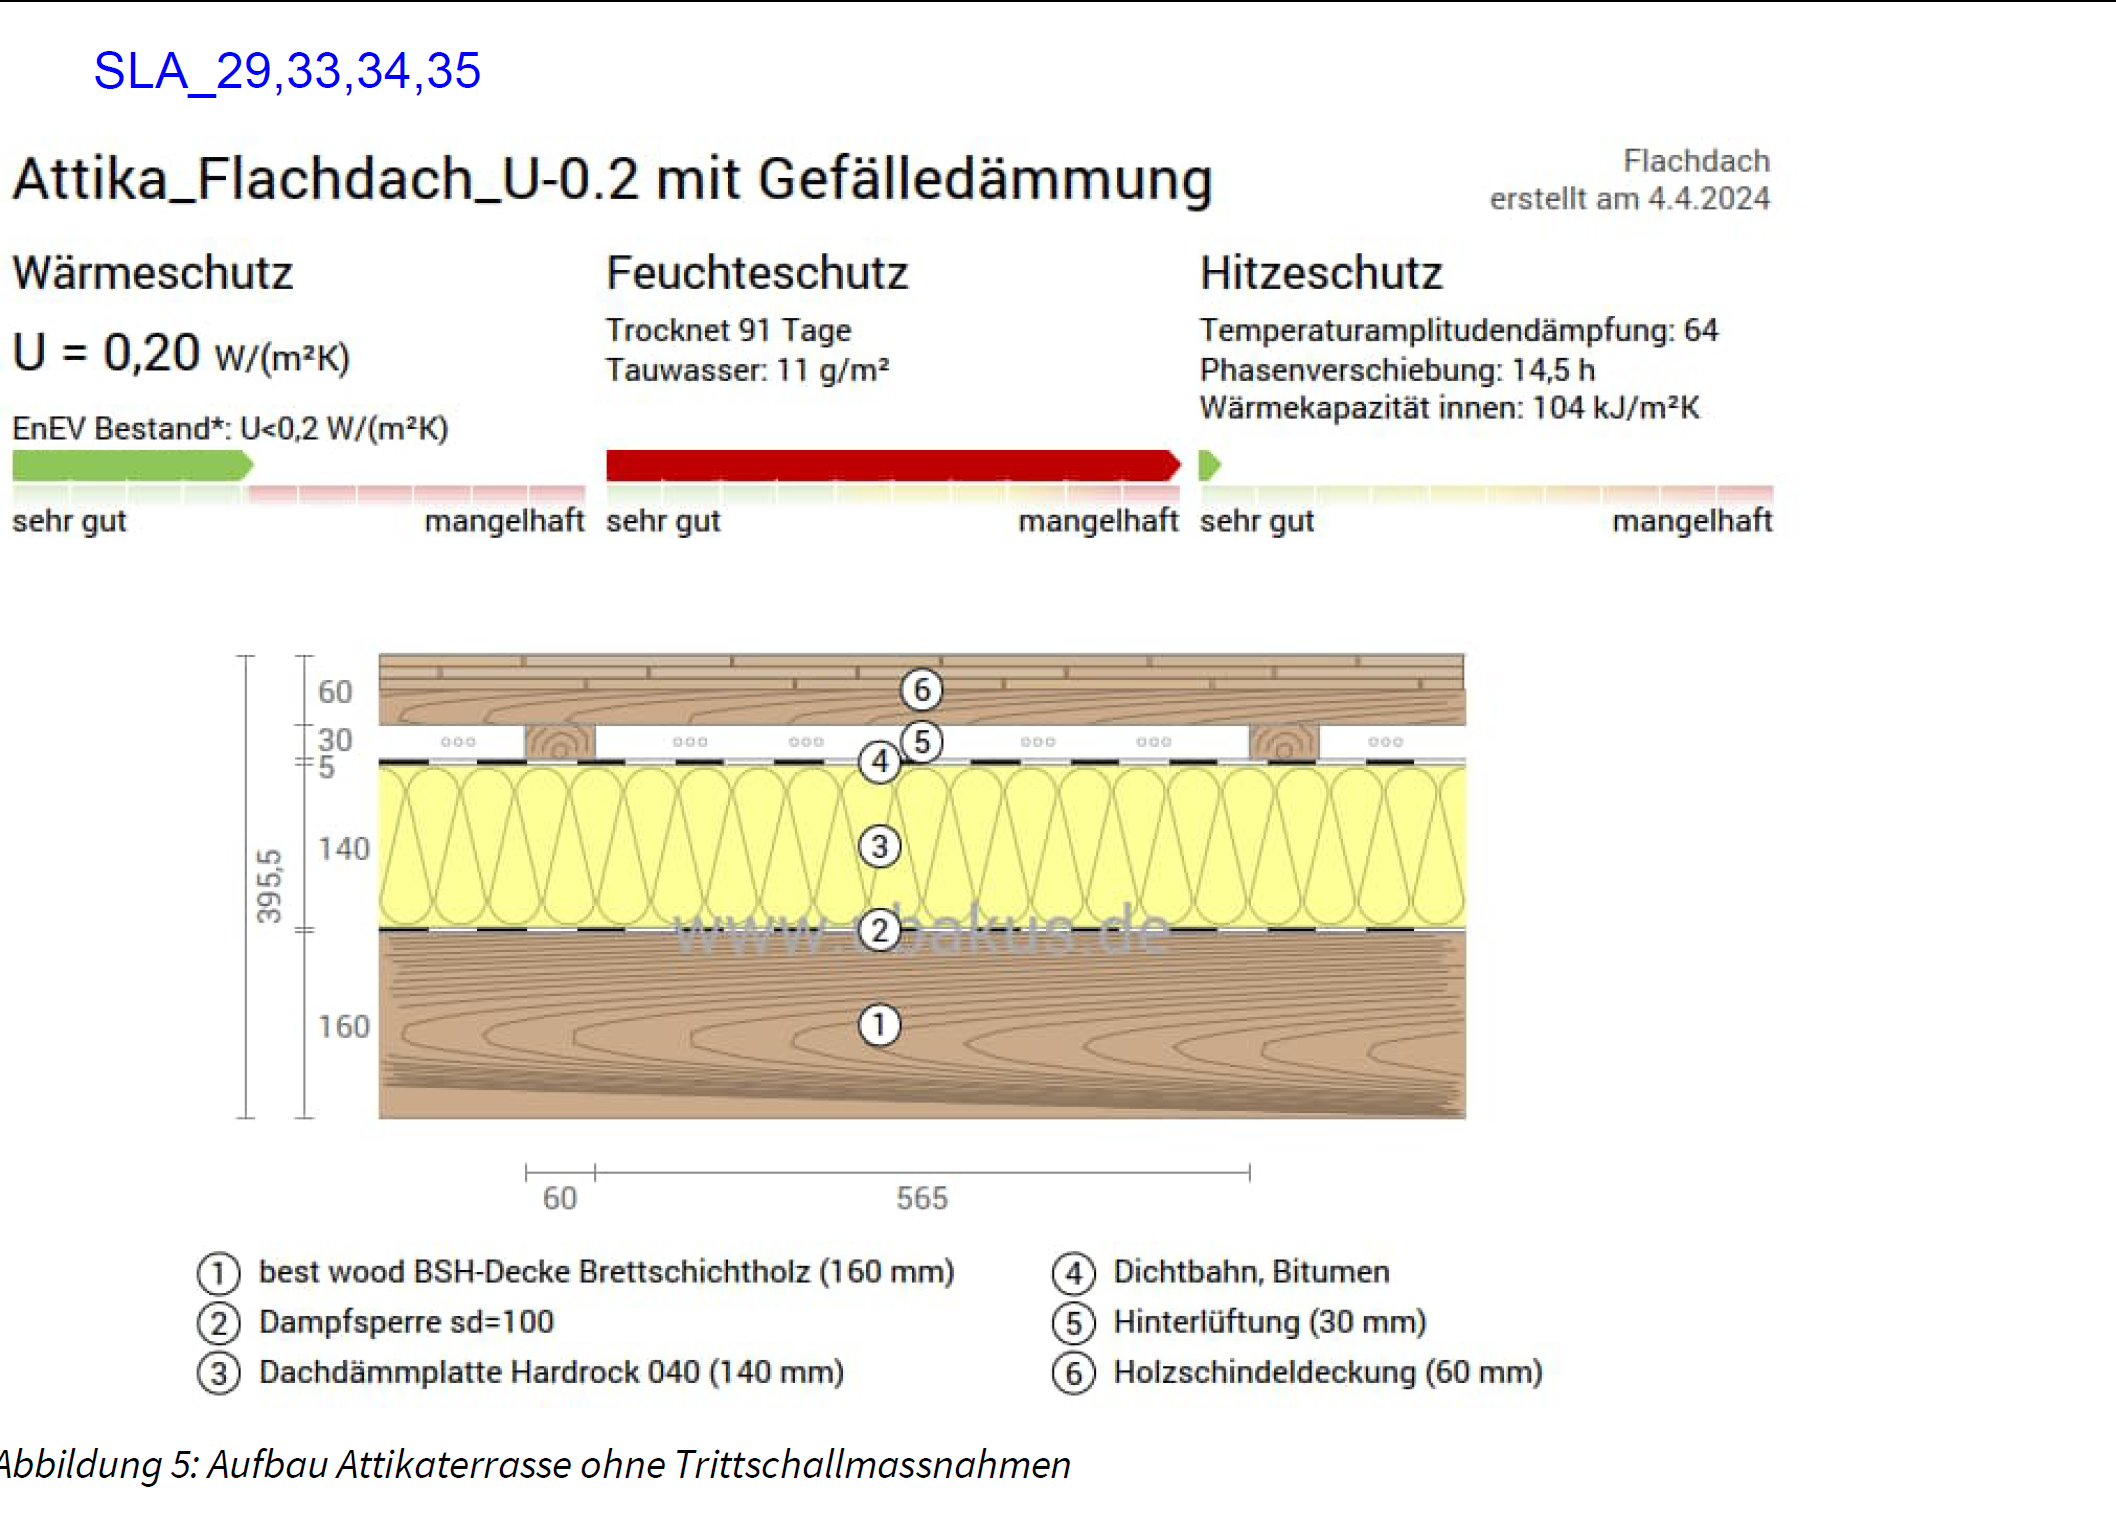 SLA_29,33,34,35
Attika_Flachdach_U-0.2 mit Gefälledämmung
Flachdach
erstellt am 4.4.2024
Wärmeschutz
U = 0,20 W/(m²K)
EnEV Bestand*: U<0,2 W/(m²K)
sehr gut mangelhaft
Feuchteschutz
Trocknet 91 Tage
Tauwasser: 11 g/m²
sehr gut mangelhaft
Hitzeschutz
Temperaturamplitudendämpfung: 64
Phasenverschiebung: 14,5 h
Wärmekapazität innen: 104 kJ/m²K
sehr gut mangelhaft
60
30
5
140
160
395,5
6
5
4
3
2
1
www.ubakus.de
60 565
1 best wood BSH-Decke Brettschichtholz (160 mm)
2 Dampfsperre sd=100
3 Dachdämmplatte Hardrock 040 (140 mm)
4 Dichtbahn, Bitumen
5 Hinterlüftung (30 mm)
6 Holzschindeldeckung (60 mm)
Abbildung 5: Aufbau Attikaterrasse ohne Trittschallmassnahmen